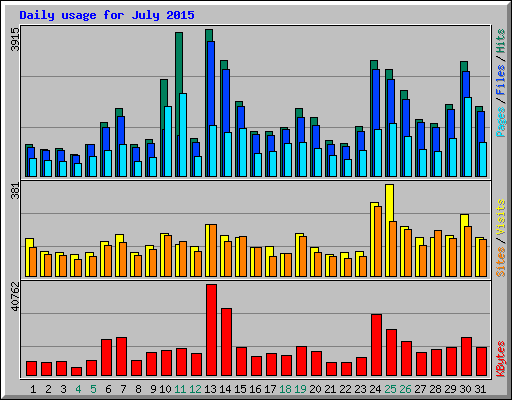 Daily usage for July 2015
3915
Pages / Files / Hits
381
Sites / Visits
40762
KBytes
1 2 3 4 5 6 7 8 9 10 11 12 13 14 15 16 17 18 19 20 21 22 23 24 25 26 27 28 29 30 31